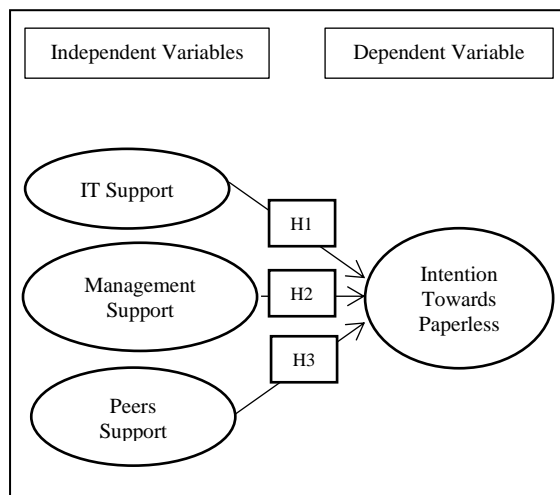 Independent Variables
Dependent Variable
IT Support
H1
Management
Support
H2
Intention
Towards
Paperless
H3
Peers
Support